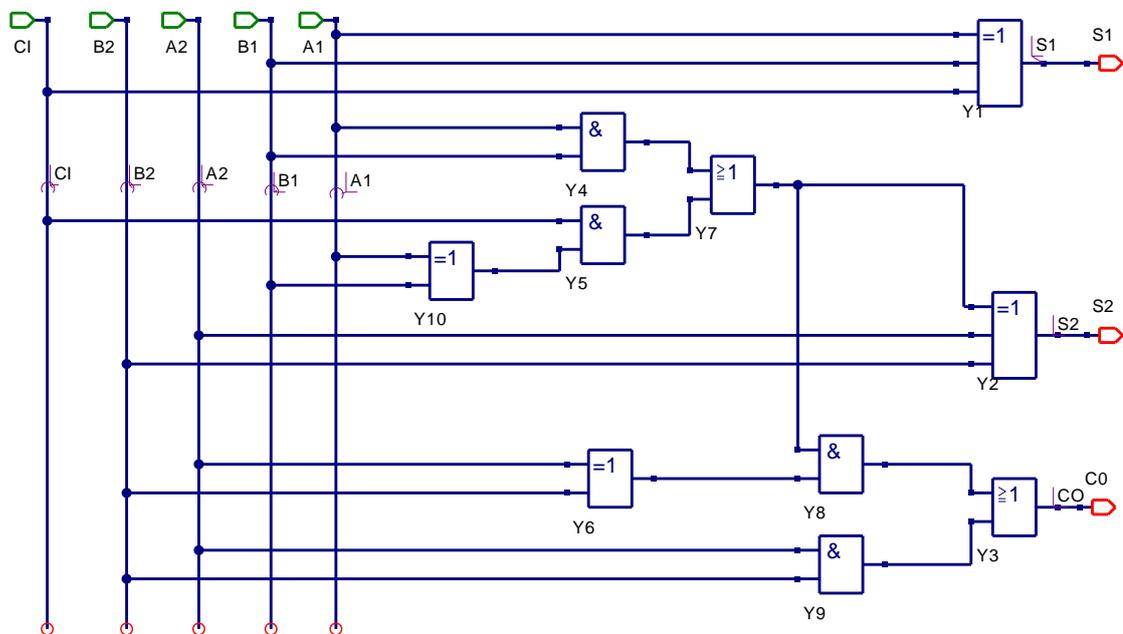 CI
B2
A2
B1
A1
=1
S1
S1
Y1
&
Y4
CI
B2
A2
B1
A1
≥1
Y7
&
Y5
=1
Y10
=1
S2
S2
Y2
=1
Y6
&
Y8
≥1
CO
C0
Y3
&
Y9